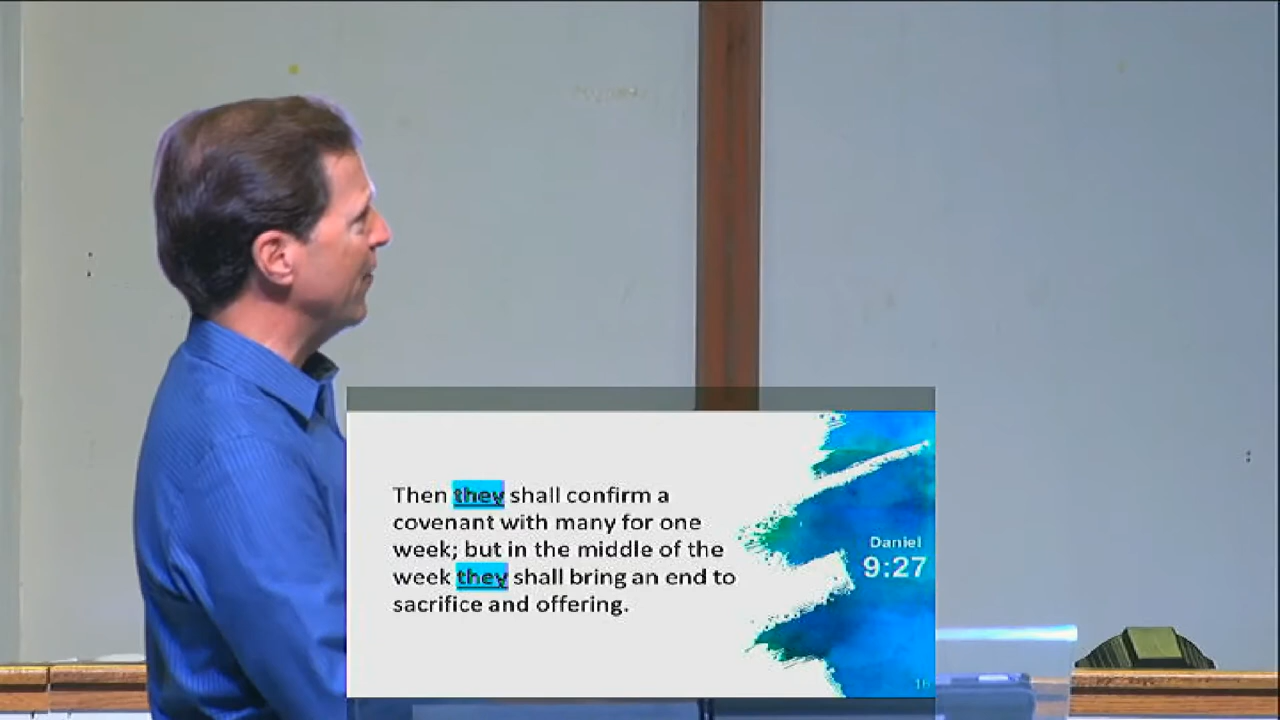 Then they shall confirm a
covenant with many for one
week; but in the middle of the
week they shall bring an end to
sacrifice and offering.
Daniel
9:27